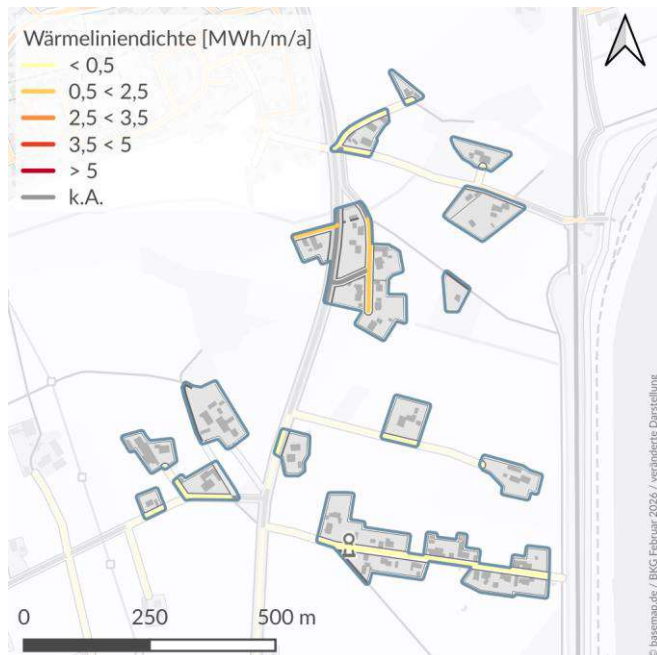 Wärmeliniendichte [MWh/m/a]
< 0,5
0,5 < 2,5
2,5 < 3,5
3,5 < 5
> 5
k.A.
0 250 500 m
© basemap.de / BKG Februar 2026 / veränderte Darstellung